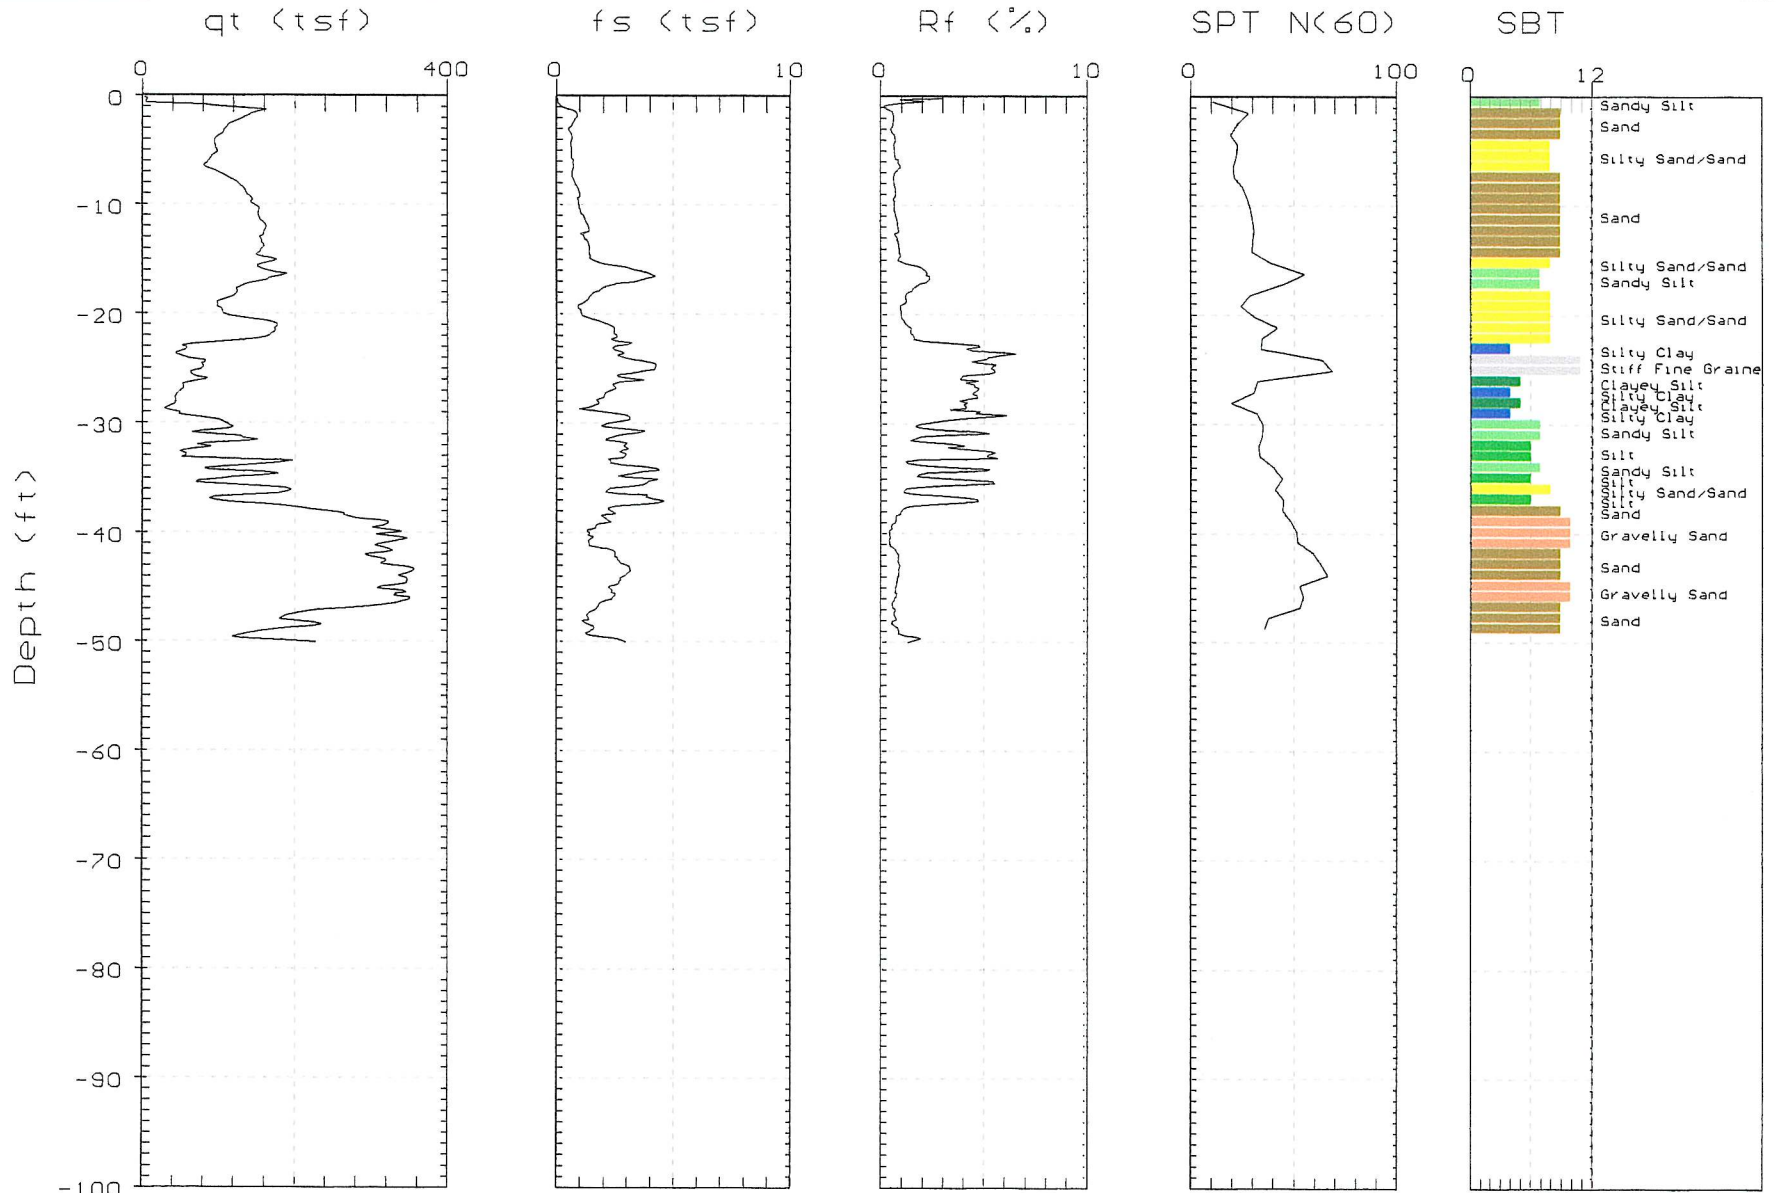 qt (tsf) fs (tsf) Rf (%) SPT N(60) SBT
0 400 0 10 0 10 0 100 0 12
0
-10
-20
-30
-40
-50
-60
-70
-80
-90
-100
Depth (ft)
Sandy Silt
Sand
Silty Sand/Sand
Sand
Silty Sand/Sand
Sandy Silt
Silty Sand/Sand
Silty Clay
Stiff Fine Graine
Clayey Silt
Silty Clay
Clayey Silt
Silty Clay
Sandy Silt
Silt
Sandy Silt
Silt
Silty Sand/Sand
Silt
Sand
Gravelly Sand
Sand
Gravelly Sand
Sand